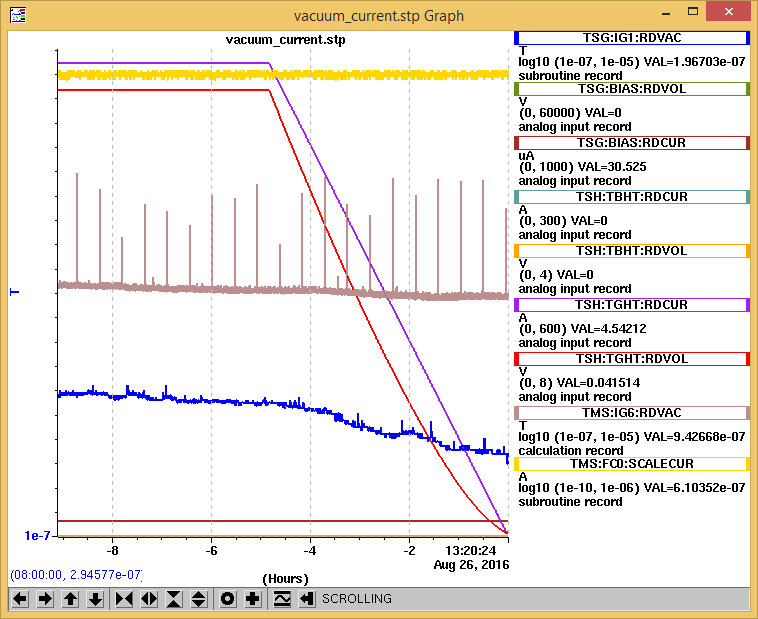 vacuum_current.stp Graph
vacuum_current.stp
T
1e-7
-8
-6
-4
-2
13:20:24
Aug 26, 2016
(08:00:00, 2.94577e-07)
(Hours)
TSG:IG1:RDVAC
T
log10 (1e-07, 1e-05) VAL=1.96703e-07
subroutine record
TSG:BIAS:RDVOL
V
(0, 60000) VAL=0
analog input record
TSG:BIAS:RDCUR
uA
(0, 1000) VAL=30.525
analog input record
TSH:TBHT:RDCUR
A
(0, 300) VAL=0
analog input record
TSH:TBHT:RDVOL
V
(0, 4) VAL=0
analog input record
TSH:TGHT:RDCUR
A
(0, 600) VAL=4.54212
analog input record
TSH:TGHT:RDVOL
V
(0, 8) VAL=0.041514
analog input record
TMS:IG6:RDVAC
T
log10 (1e-07, 1e-05) VAL=9.42668e-07
calculation record
TMS:FC0:SCALECUR
A
log10 (1e-10, 1e-06) VAL=6.10352e-07
subroutine record
SCROLLING